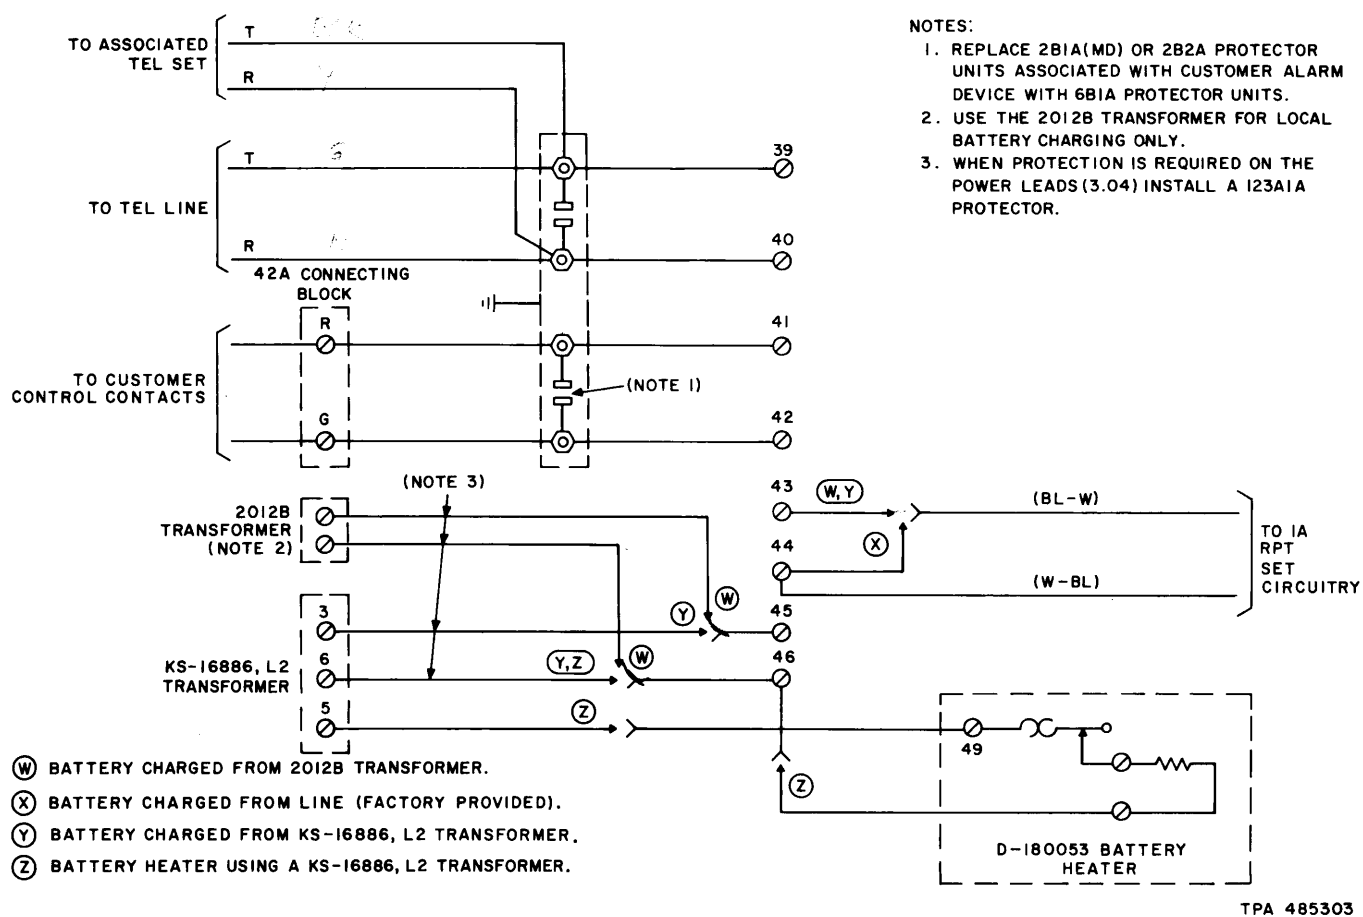 TO ASSOCIATED
TEL SET
T
R
TO TEL LINE
T
R
39
40
42A CONNECTING
BLOCK
R
G
TO CUSTOMER
CONTROL CONTACTS
41
42
(NOTE 1)
NOTES:
1. REPLACE 2B1A(MD) OR 2B2A PROTECTOR
UNITS ASSOCIATED WITH CUSTOMER ALARM
DEVICE WITH 6B1A PROTECTOR UNITS.
2. USE THE 2012B TRANSFORMER FOR LOCAL
BATTERY CHARGING ONLY.
3. WHEN PROTECTION IS REQUIRED ON THE
POWER LEADS (3.04) INSTALL A 123A1A
PROTECTOR.
(NOTE 3)
2012B
TRANSFORMER
(NOTE 2)
43
W, Y
(BL-W)
44
X
(W-BL)
TO 1A
RPT
SET
CIRCUITRY
3
Y
W
45
KS-16886, L2
TRANSFORMER
6
Y, Z
W
46
5
Z
49
Z
D-180053 BATTERY
HEATER
W BATTERY CHARGED FROM 2012B TRANSFORMER.
X BATTERY CHARGED FROM LINE (FACTORY PROVIDED).
Y BATTERY CHARGED FROM KS-16886, L2 TRANSFORMER.
Z BATTERY HEATER USING A KS-16886, L2 TRANSFORMER.
TPA 485303